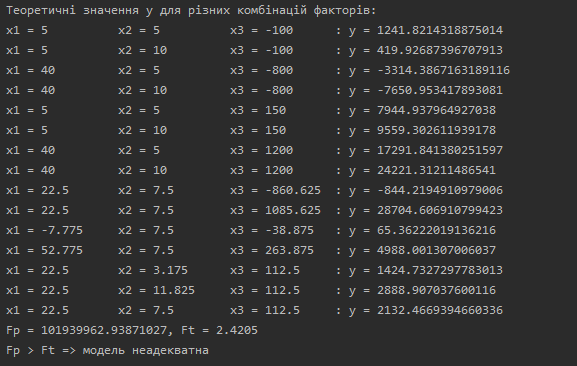 Теоретичні значення y для різних комбінацій факторів:
x1 = 5 x2 = 5 x3 = -100 : y = 1241.8214318875014
x1 = 5 x2 = 10 x3 = -100 : y = 419.92687396707913
x1 = 40 x2 = 5 x3 = -800 : y = -3314.3867163189116
x1 = 40 x2 = 10 x3 = -800 : y = -7650.953417893081
x1 = 5 x2 = 5 x3 = 150 : y = 7944.937964927038
x1 = 5 x2 = 10 x3 = 150 : y = 9559.302611939178
x1 = 40 x2 = 5 x3 = 1200 : y = 17291.841380251597
x1 = 40 x2 = 10 x3 = 1200 : y = 24221.31211486541
x1 = 22.5 x2 = 7.5 x3 = -860.625 : y = -844.2194910979006
x1 = 22.5 x2 = 7.5 x3 = 1085.625 : y = 28704.606910799423
x1 = -7.775 x2 = 7.5 x3 = -38.875 : y = 65.36222019136216
x1 = 52.775 x2 = 7.5 x3 = 263.875 : y = 4988.001307006037
x1 = 22.5 x2 = 3.175 x3 = 112.5 : y = 1424.7327297783013
x1 = 22.5 x2 = 11.825 x3 = 112.5 : y = 2888.907037600116
x1 = 22.5 x2 = 7.5 x3 = 112.5 : y = 2132.4669394660336
Fp = 101939962.93871027, Ft = 2.4205
Fp > Ft => модель неадекватна